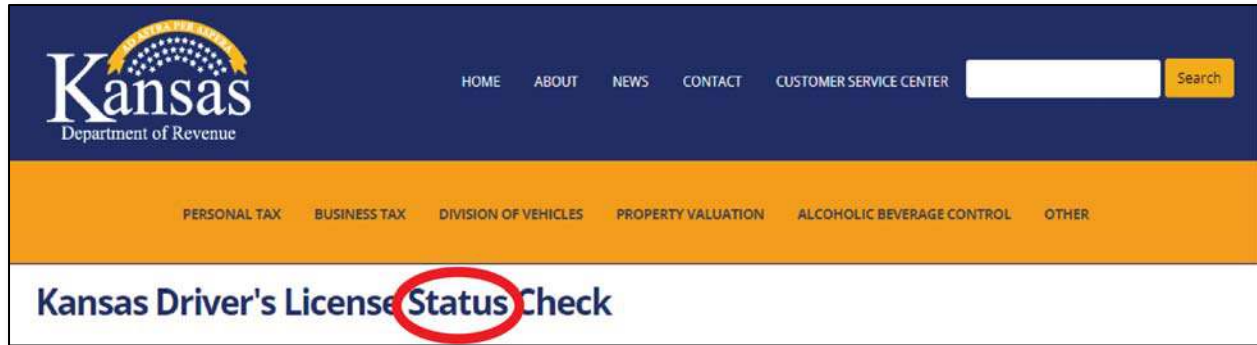 AD ASTRA PER ASPERA
Kansas
Department of Revenue
HOME ABOUT NEWS CONTACT CUSTOMER SERVICE CENTER Search
PERSONAL TAX BUSINESS TAX DIVISION OF VEHICLES PROPERTY VALUATION ALCOHOLIC BEVERAGE CONTROL OTHER
Kansas Driver's License Status Check